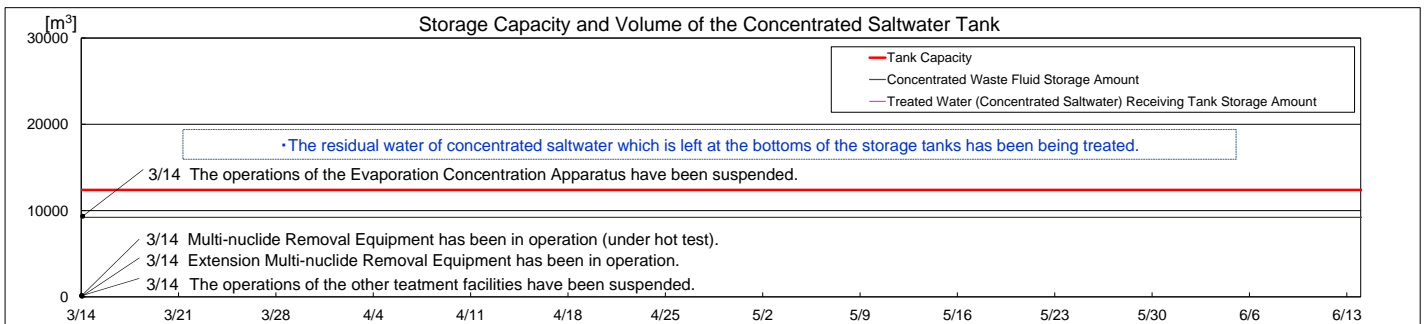 Storage Capacity and Volume of the Concentrated Saltwater Tank
[m³]
30000
Tank Capacity
Concentrated Waste Fluid Storage Amount
Treated Water (Concentrated Saltwater) Receiving Tank Storage Amount
20000
・The residual water of concentrated saltwater which is left at the bottoms of the storage tanks has been being treated.
3/14 The operations of the Evaporation Concentration Apparatus have been suspended.
10000
3/14 Multi-nuclide Removal Equipment has been in operation (under hot test).
3/14 Extension Multi-nuclide Removal Equipment has been in operation.
3/14 The operations of the other teatment facilities have been suspended.
0
3/14 3/21 3/28 4/4 4/11 4/18 4/25 5/2 5/9 5/16 5/23 5/30 6/6 6/13